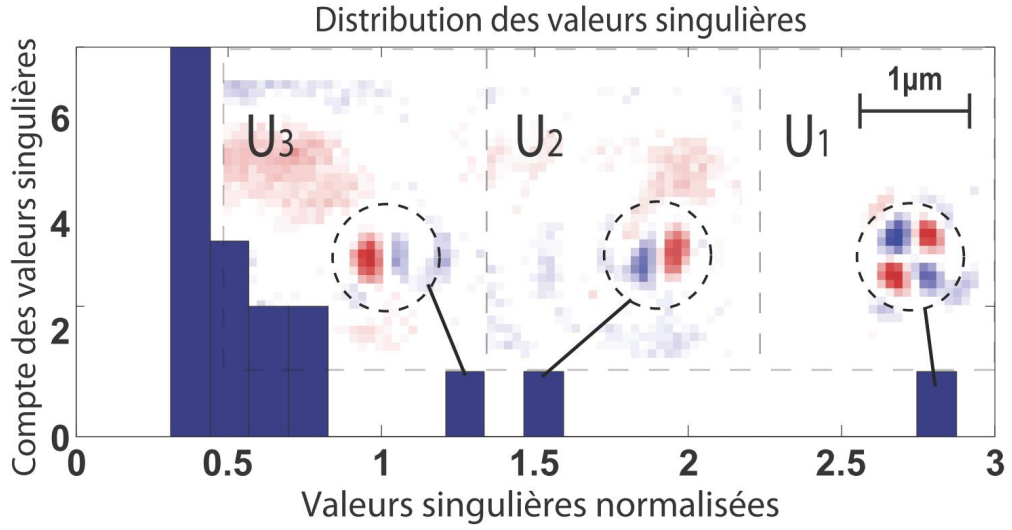 Distribution des valeurs singulières
Compte des valeurs singulières
6
4
2
0
U3
U2
U1
1µm
0
0.5
1
1.5
2
2.5
3
Valeurs singulières normalisées